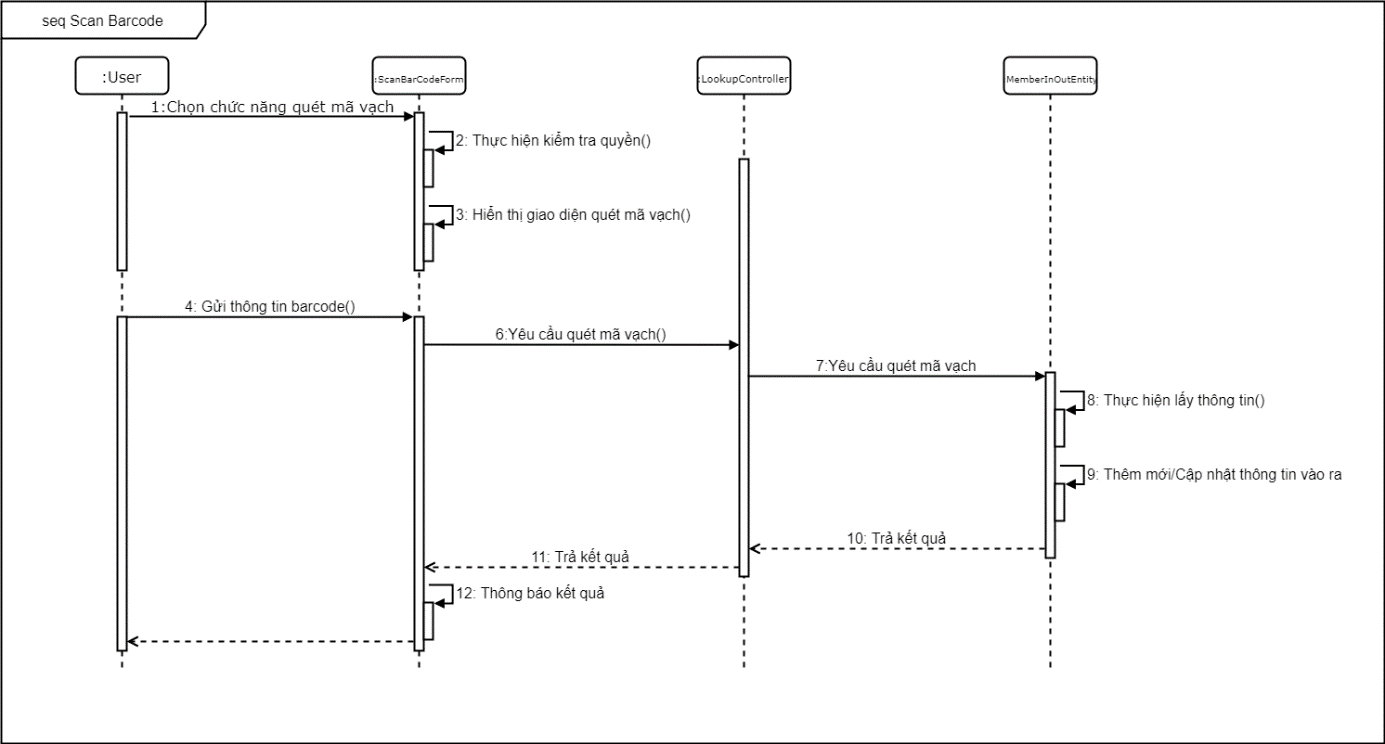 seq Scan Barcode
:User
:ScanBarCodeForm
:LookupController
:MemberInOutEntity
1:Chọn chức năng quét mã vạch
2: Thực hiện kiểm tra quyền()
3: Hiển thị giao diện quét mã vạch()
4: Gửi thông tin barcode()
6:Yêu cầu quét mã vạch()
7:Yêu cầu quét mã vạch
8: Thực hiện lấy thông tin()
9: Thêm mới/Cập nhật thông tin vào ra
10: Trả kết quả
11: Trả kết quả
12: Thông báo kết quả